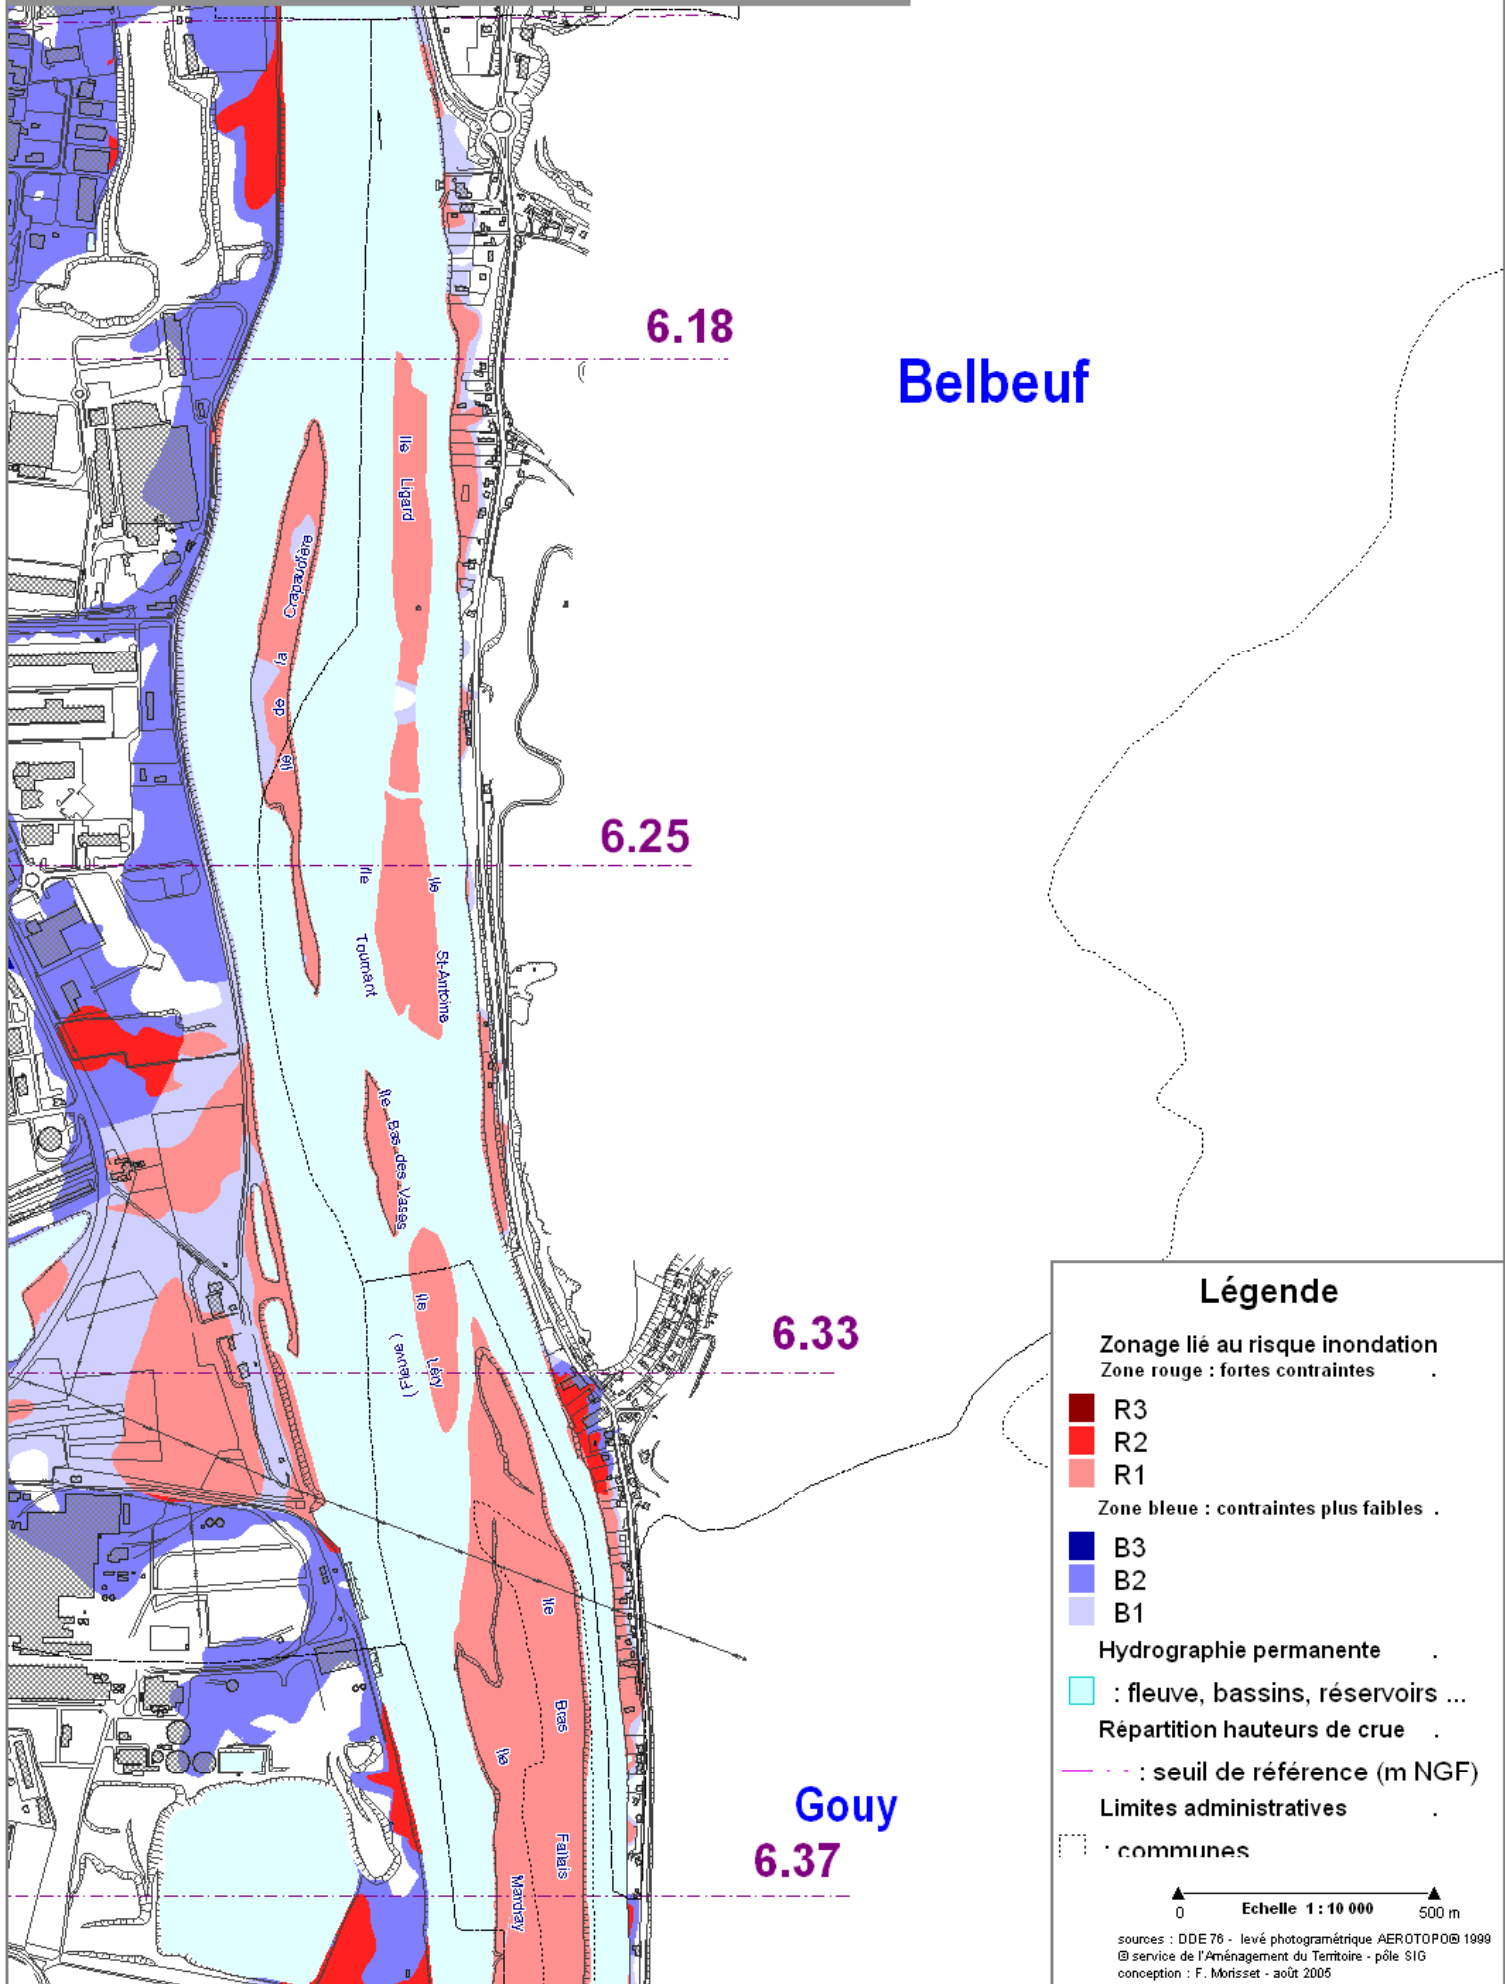 6.18
Belbeuf
Ile Ligard
Ile de la Crapaudière
6.25
Ile Tournant
Ile St-Antoine
Ile Bas des Vases
6.33
Ile Léry
( Fleuve )
Ile Bras Fallais
Ile Mardray
Gouy
6.37
Légende
Zonage lié au risque inondation
Zone rouge : fortes contraintes .
R3
R2
R1
Zone bleue : contraintes plus faibles .
B3
B2
B1
Hydrographie permanente .
: fleuve, bassins, réservoirs ...
Répartition hauteurs de crue .
: seuil de référence (m NGF)
Limites administratives .
: communes
0 Echelle 1 : 10 000 500 m
sources : DDE 76 - levé photogramétrique AEROTOPO® 1999
© service de l'Aménagement du Territoire - pôle SIG
conception : F. Morisset - août 2005